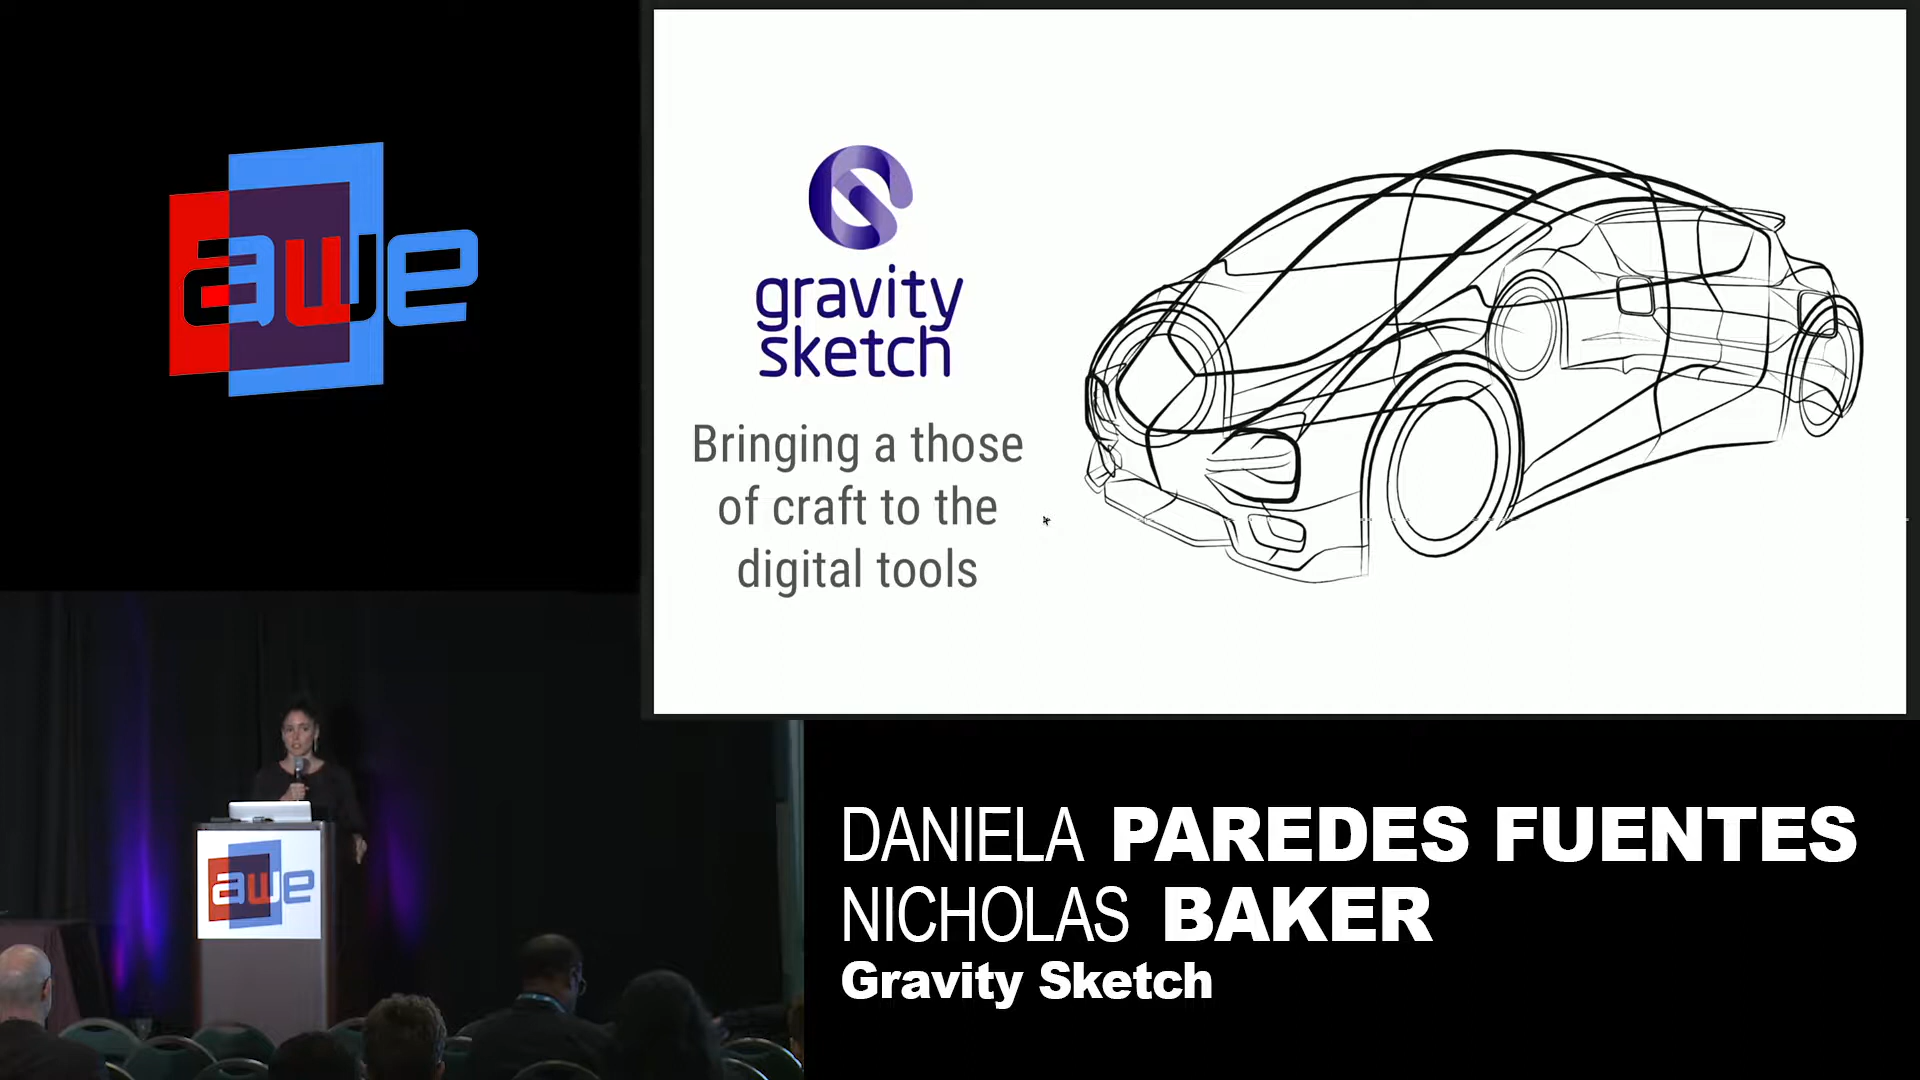 awe
gravity
sketch
Bringing a those
of craft to the
digital tools
awe
DANIELA PAREDES FUENTES
NICHOLAS BAKER
Gravity Sketch